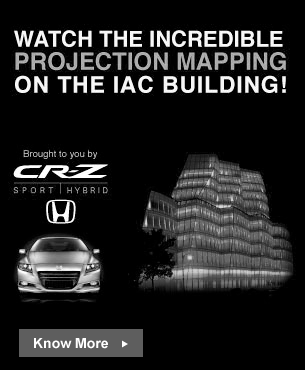 WATCH THE INCREDIBLE
PROJECTION MAPPING
ON THE IAC BUILDING!
Brought to you by
CR-Z
SPORT | HYBRID
Know More